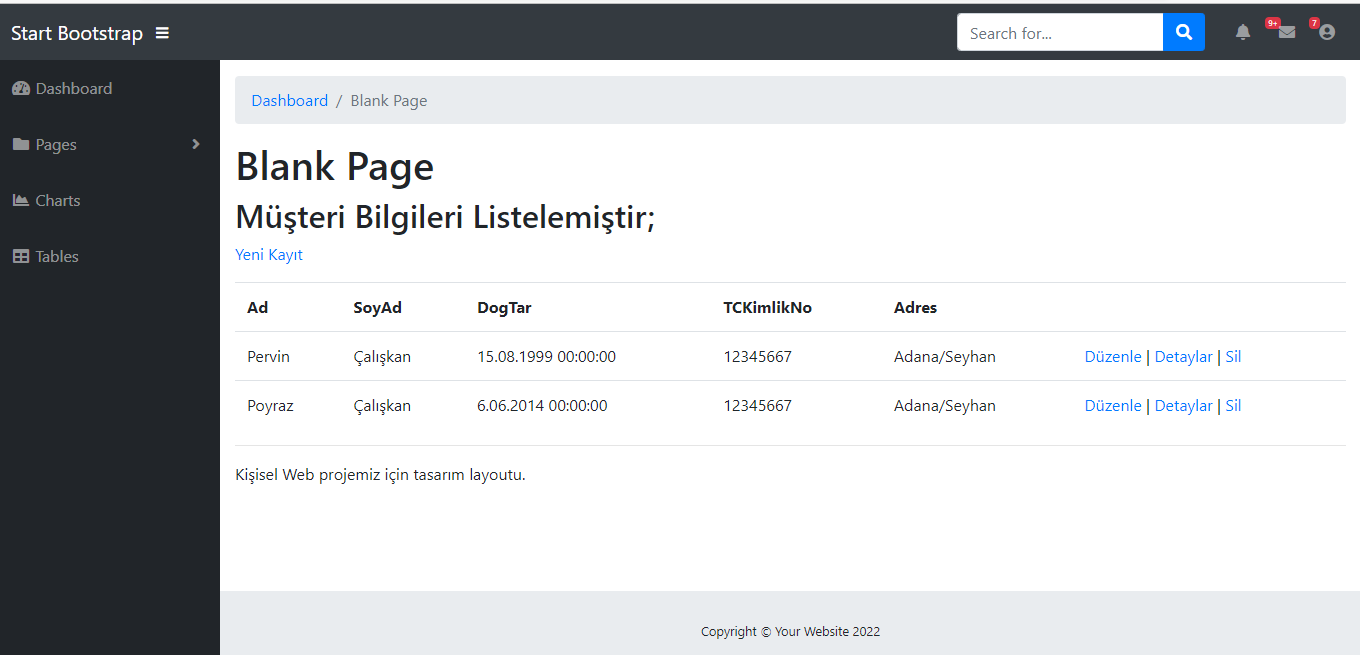 Start Bootstrap
Search for...
9+
7
Dashboard
Pages
Charts
Tables
Dashboard / Blank Page
Blank Page
Müşteri Bilgileri Listelemiştir;
Yeni Kayıt
Ad SoyAd DogTar TCKimlikNo Adres
Pervin Çalışkan 15.08.1999 00:00:00 12345667 Adana/Seyhan Düzenle | Detaylar | Sil
Poyraz Çalışkan 6.06.2014 00:00:00 12345667 Adana/Seyhan Düzenle | Detaylar | Sil
Kişisel Web projemiz için tasarım layoutu.
Copyright © Your Website 2022